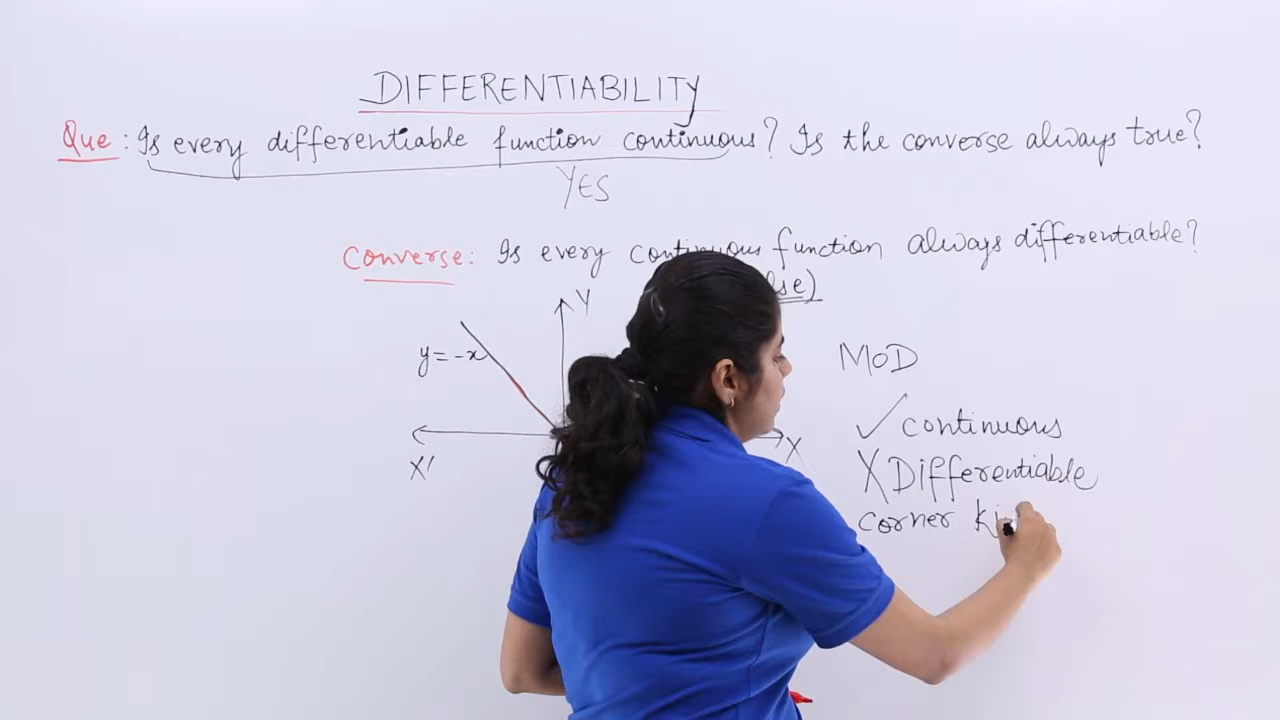 DIFFERENTIABILITY
Que: Is every differentiable function continuous? Is the converse always true?
YES
Converse: Is every continuous function always differentiable?
Y
y = -x
MOD
✓ continuous
X' X
X Differentiable
corner